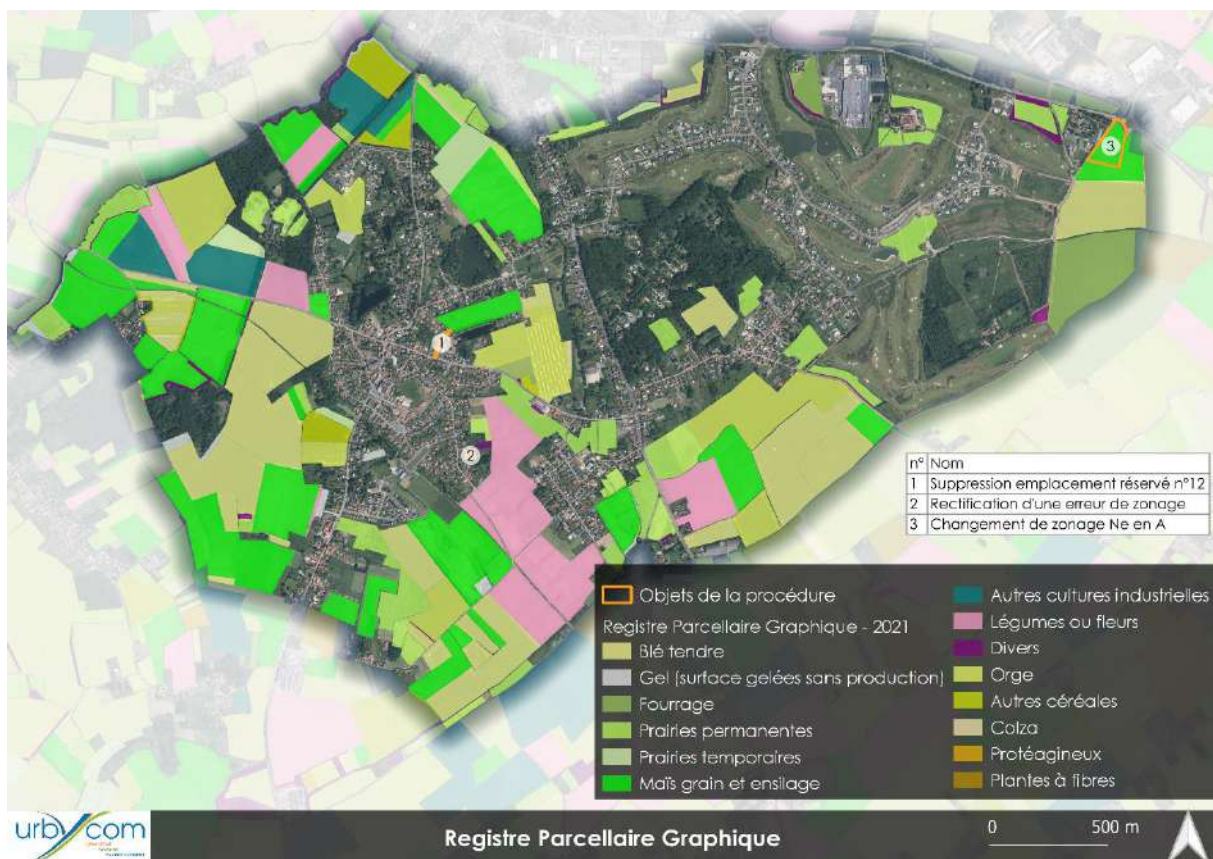 3
1
2
n° Nom
1 Suppression emplacement réservé n°12
2 Rectification d'une erreur de zonage
3 Changement de zonage Ne en A
Objets de la procédure
Registre Parcellaire Graphique - 2021
Blé tendre
Gel (surface gelées sans production)
Fourrage
Prairies permanentes
Prairies temporaires
Maïs grain et ensilage
Autres cultures industrielles
Légumes ou fleurs
Divers
Orge
Autres céréales
Colza
Protéagineux
Plantes à fibres
urbycom
Registre Parcellaire Graphique
0 500 m